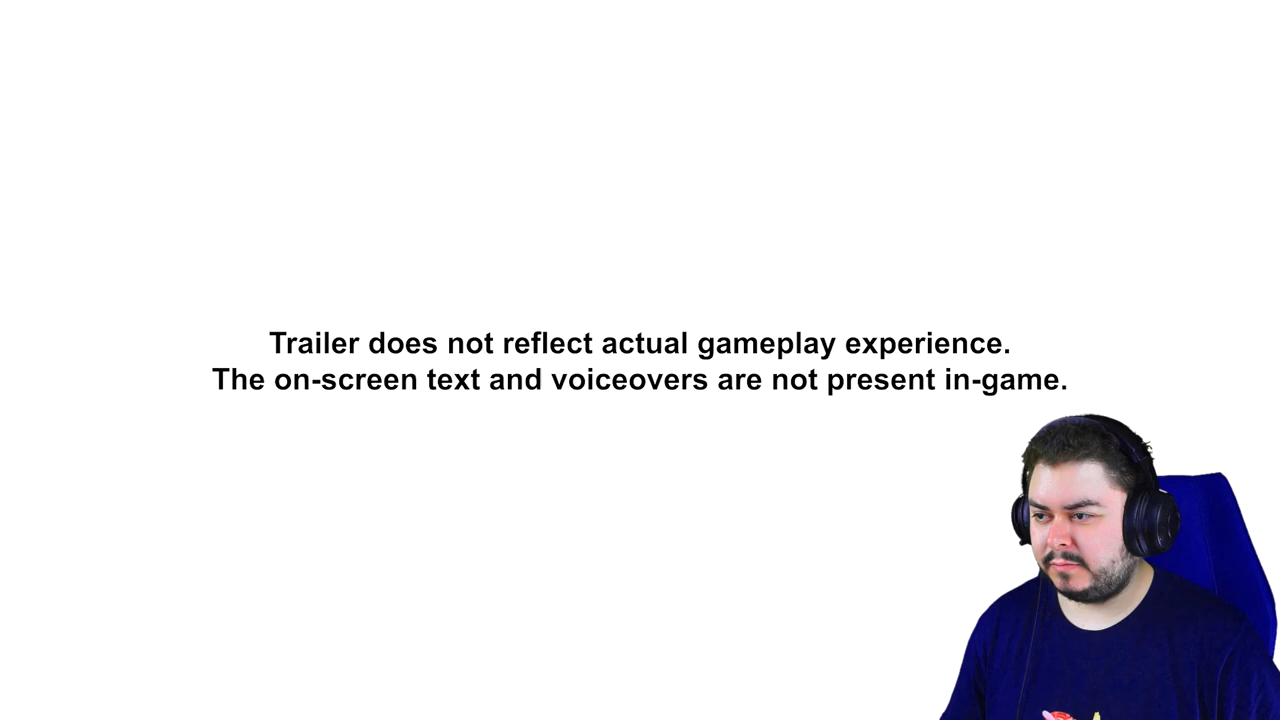 Trailer does not reflect actual gameplay experience.
The on-screen text and voiceovers are not present in-game.